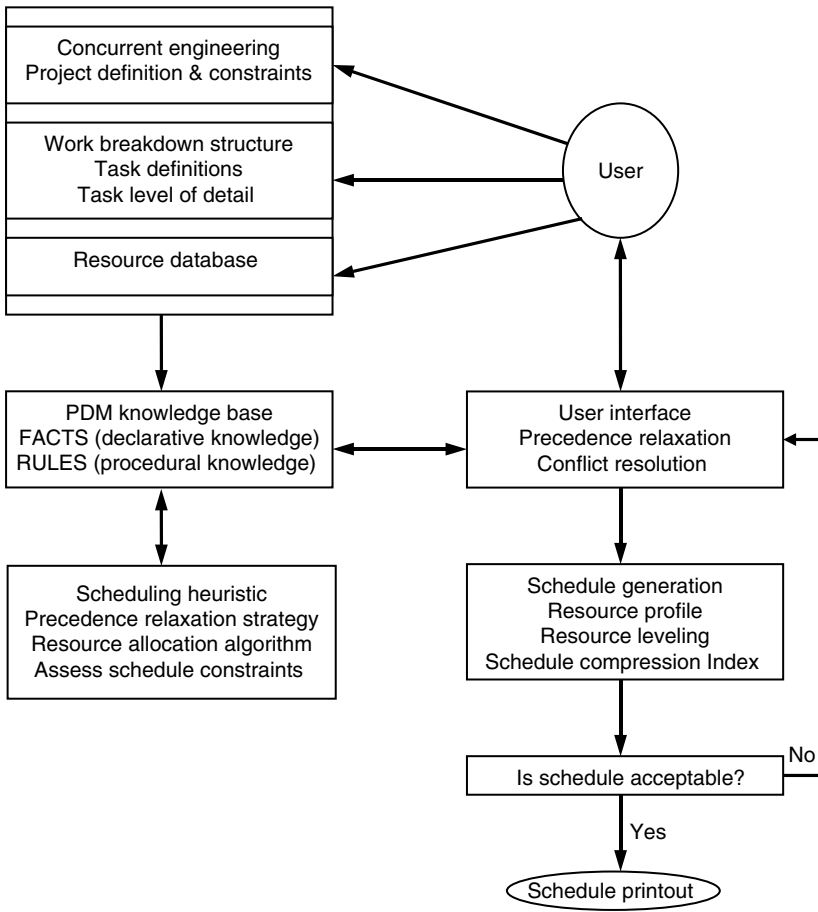 Concurrent engineering
Project definition & constraints
Work breakdown structure
Task definitions
Task level of detail
Resource database
User
PDM knowledge base
FACTS (declarative knowledge)
RULES (procedural knowledge)
User interface
Precedence relaxation
Conflict resolution
Scheduling heuristic
Precedence relaxation strategy
Resource allocation algorithm
Assess schedule constraints
Schedule generation
Resource profile
Resource leveling
Schedule compression Index
Is schedule acceptable?
No
Yes
Schedule printout